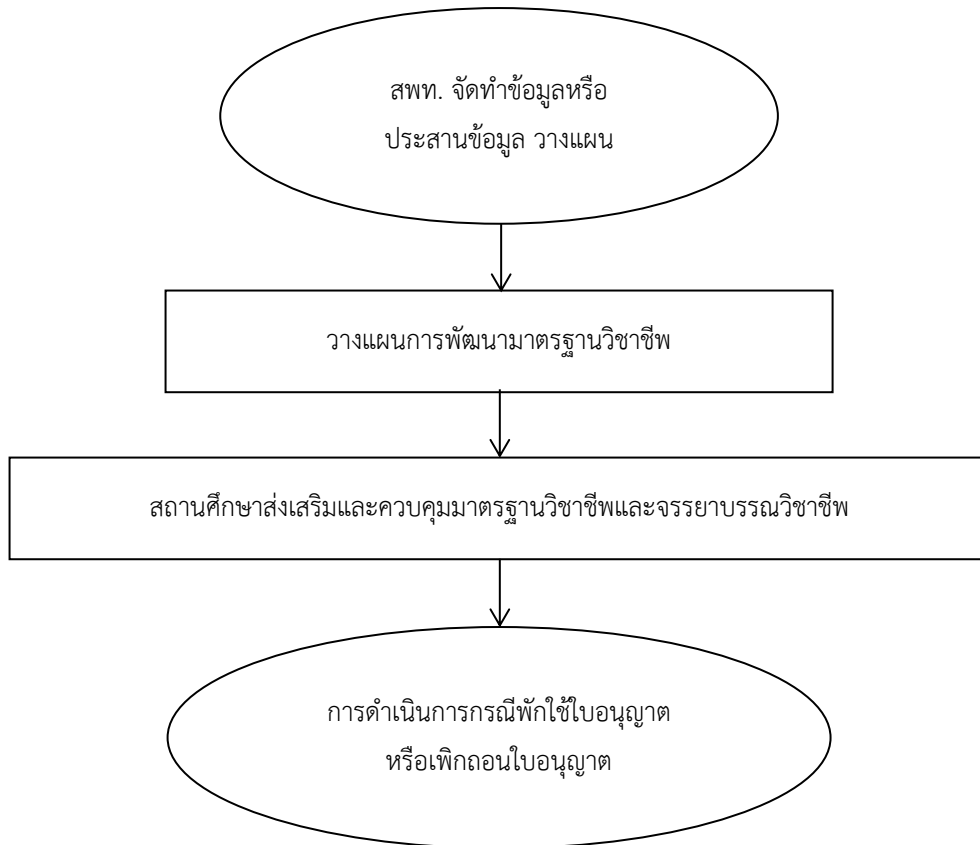 สพท. จัดทำข้อมูลหรือ
ประสานข้อมูล วางแผน
วางแผนการพัฒนามาตรฐานวิชาชีพ
สถานศึกษาส่งเสริมและควบคุมมาตรฐานวิชาชีพและจรรยาบรรณวิชาชีพ
การดำเนินการกรณีพักใช้ใบอนุญาต
หรือเพิกถอนใบอนุญาต